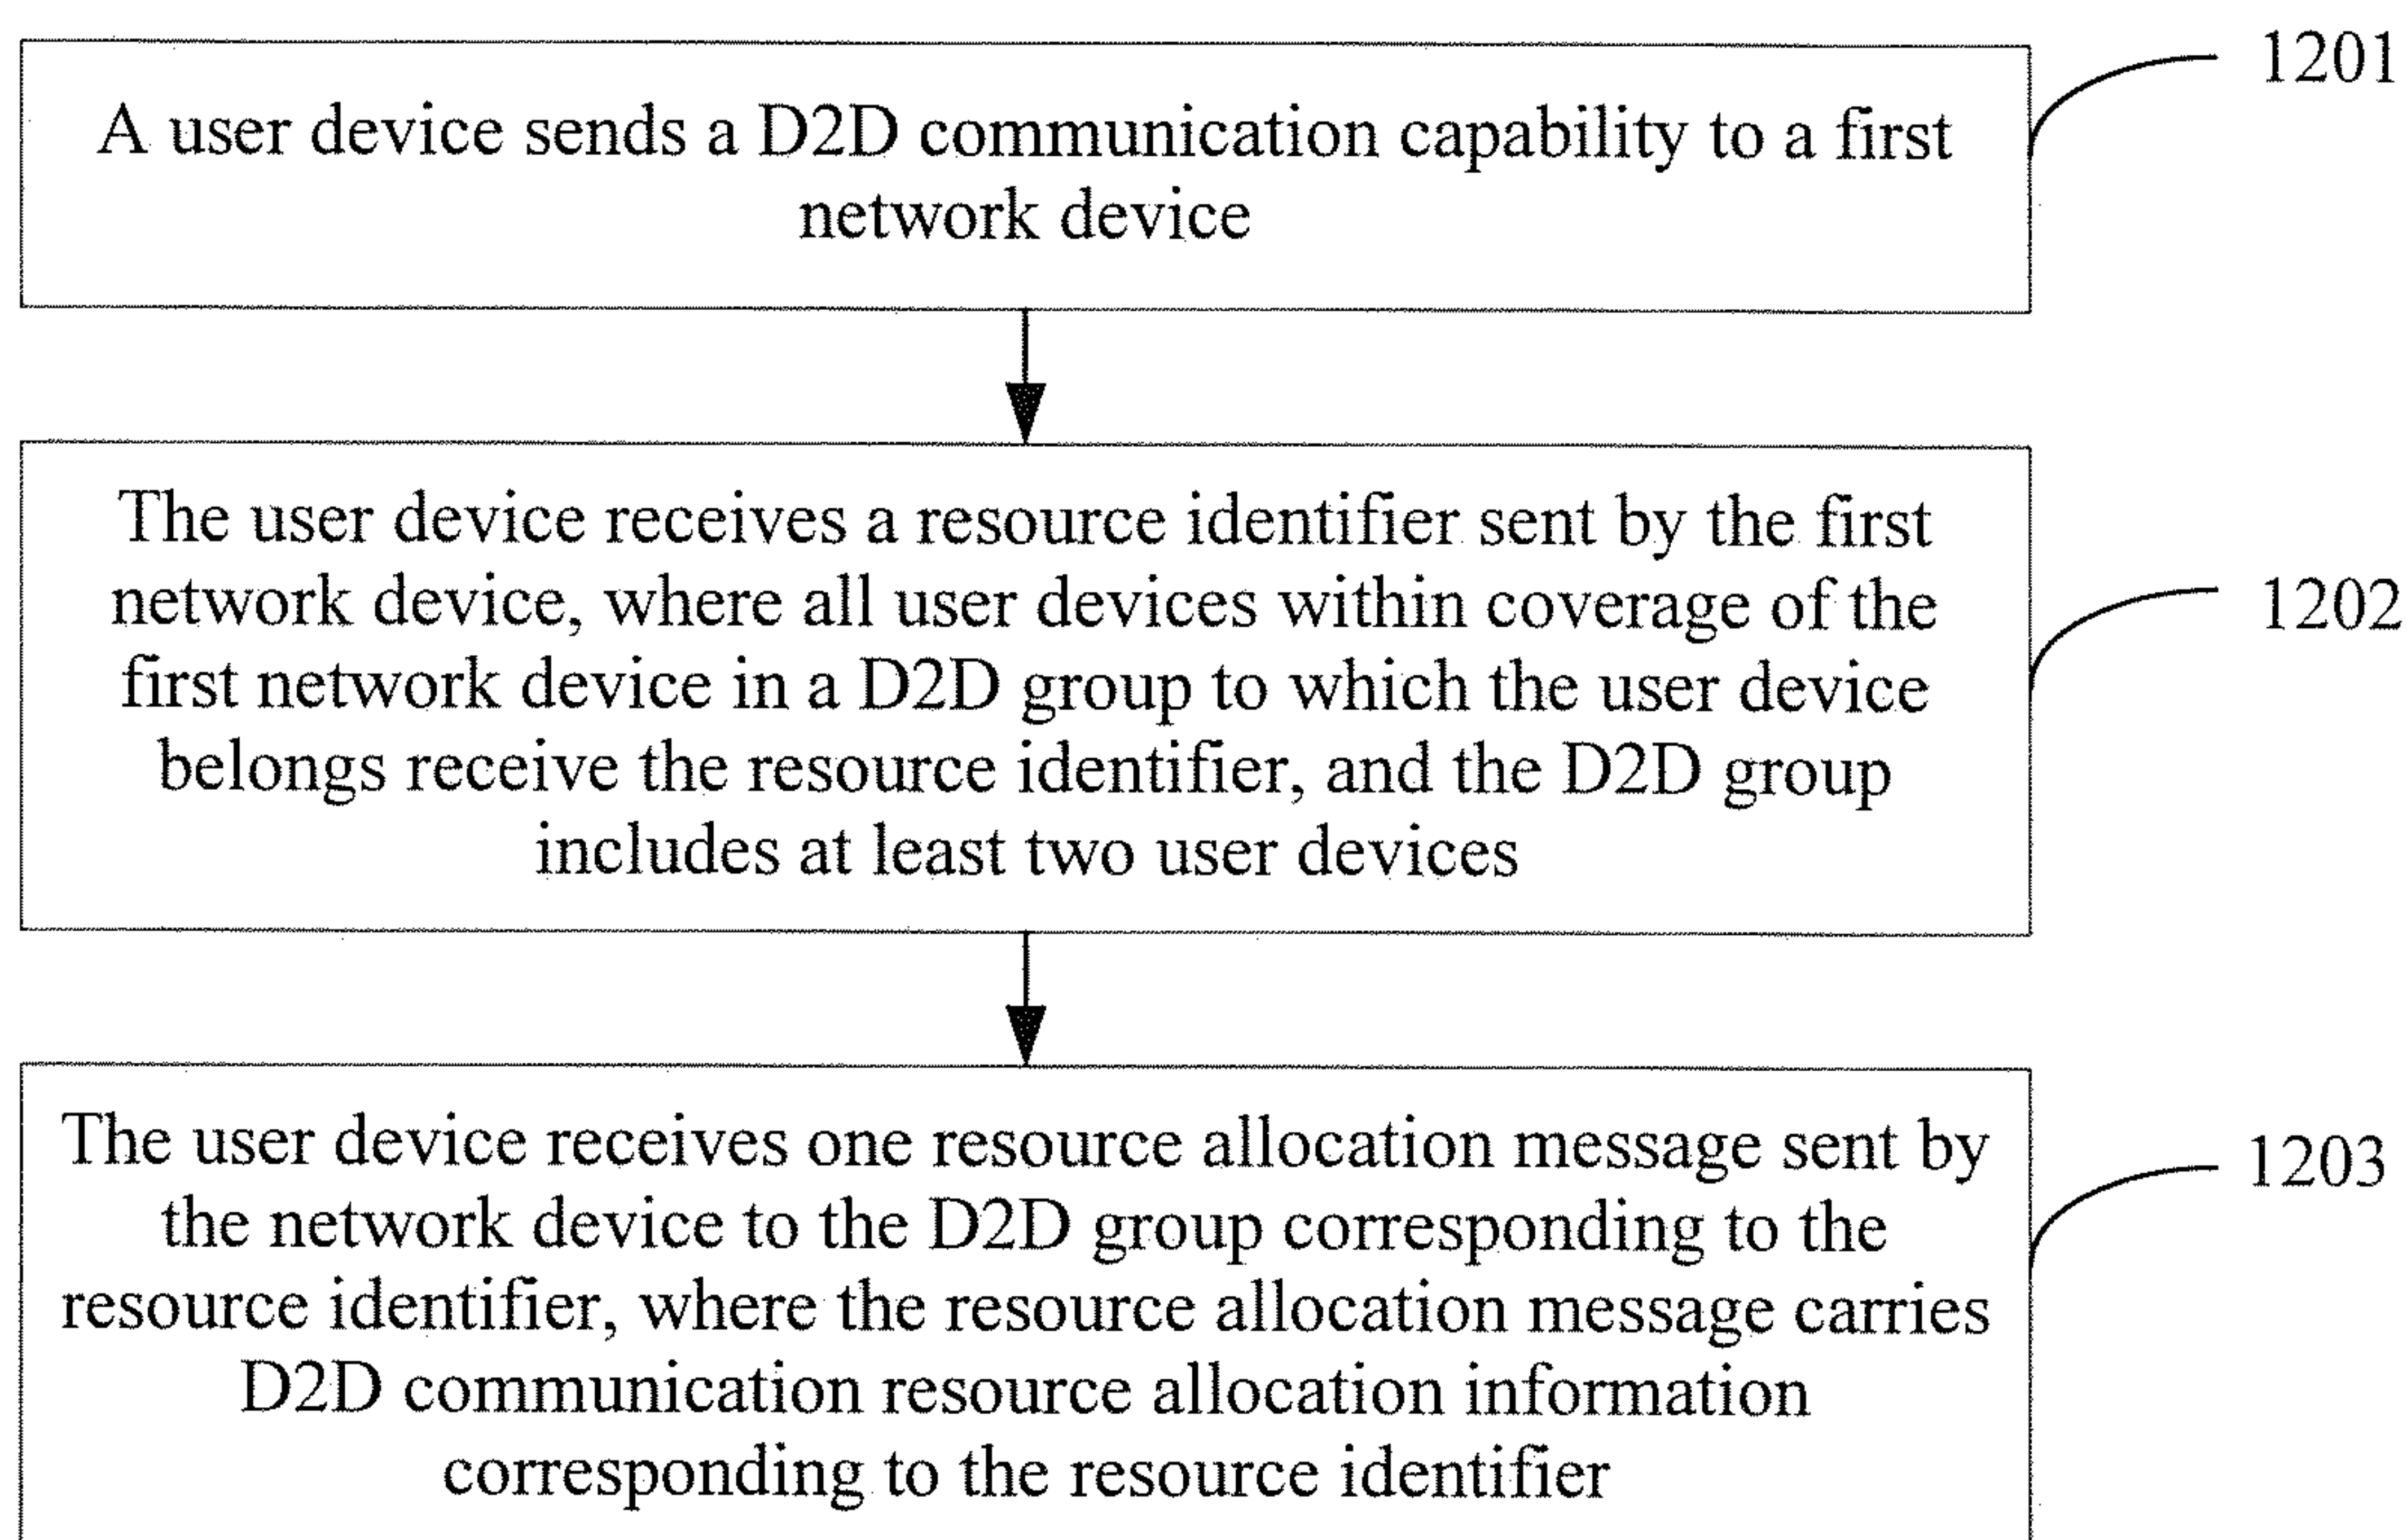 1201
A user device sends a D2D communication capability to a first
network device
The user device receives a resource identifier sent by the first
network device, where all user devices within coverage of the
first network device in a D2D group to which the user device
belongs receive the resource identifier, and the D2D group
includes at least two user devices
1202
The user device receives one resource allocation message sent by
the network device to the D2D group corresponding to the
resource identifier, where the resource allocation message carries
D2D communication resource allocation information
corresponding to the resource identifier
1203